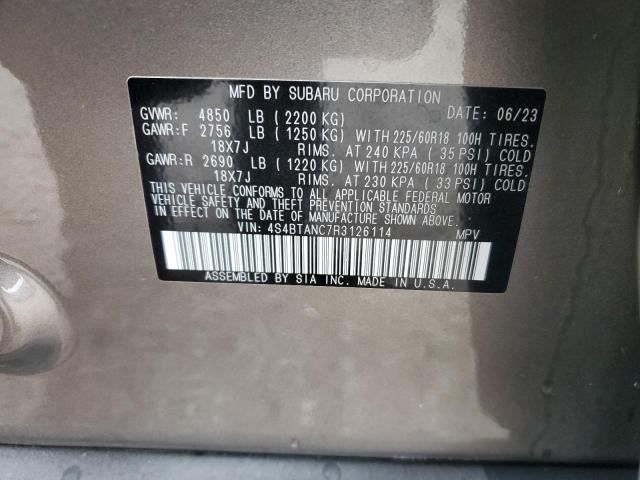 MFD BY SUBARU CORPORATION DATE: 06/23
GVWR: 4850 LB (2200 KG)
GAWR:F 2756 LB (1250 KG) WITH 225/60R18 100H TIRES.
18X7J RIMS. AT 240 KPA (35 PSI) COLD
GAWR:R 2690 LB (1220 KG) WITH 225/60R18 100H TIRES.
18X7J RIMS. AT 230 KPA (33 PSI) COLD
THIS VEHICLE CONFORMS TO ALL APPLICABLE FEDERAL MOTOR
VEHICLE SAFETY AND THEFT PREVENTION STANDARDS
IN EFFECT ON THE DATE OF MANUFACTURE SHOWN ABOVE.
VIN: 4S4BTANC7R3126114 MPV
ASSEMBLED BY SIA INC. MADE IN U.S.A.